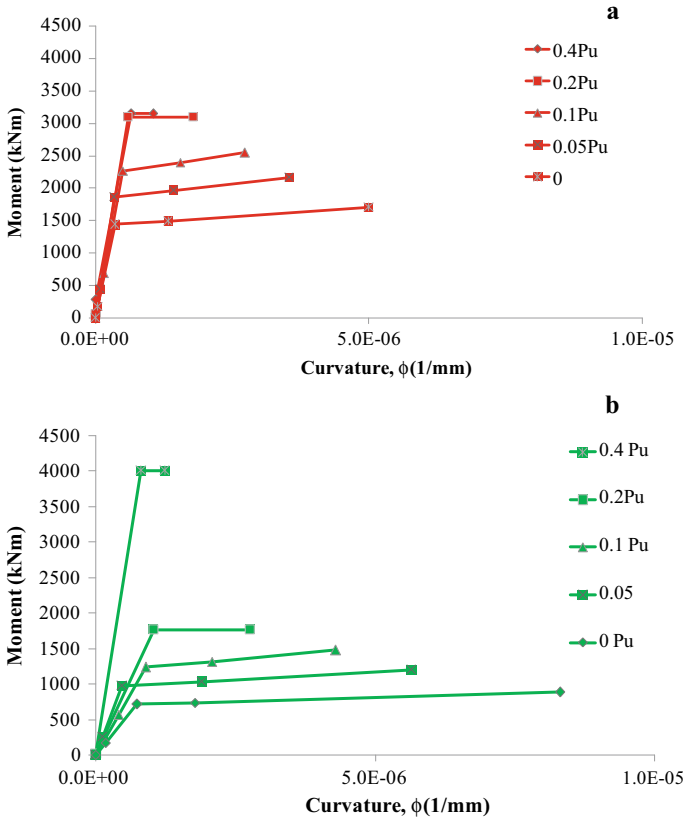 a
4500
4000
3500
3000
2500
2000
1500
1000
500
0
Moment (kNm)
0.0E+00
5.0E-06
1.0E-05
Curvature, ϕ(1/mm)
0.4Pu
0.2Pu
0.1Pu
0.05Pu
0
b
4500
4000
3500
3000
2500
2000
1500
1000
500
0
Moment (kNm)
0.0E+00
5.0E-06
1.0E-05
Curvature, ϕ(1/mm)
0.4 Pu
0.2Pu
0.1 Pu
0.05
0 Pu